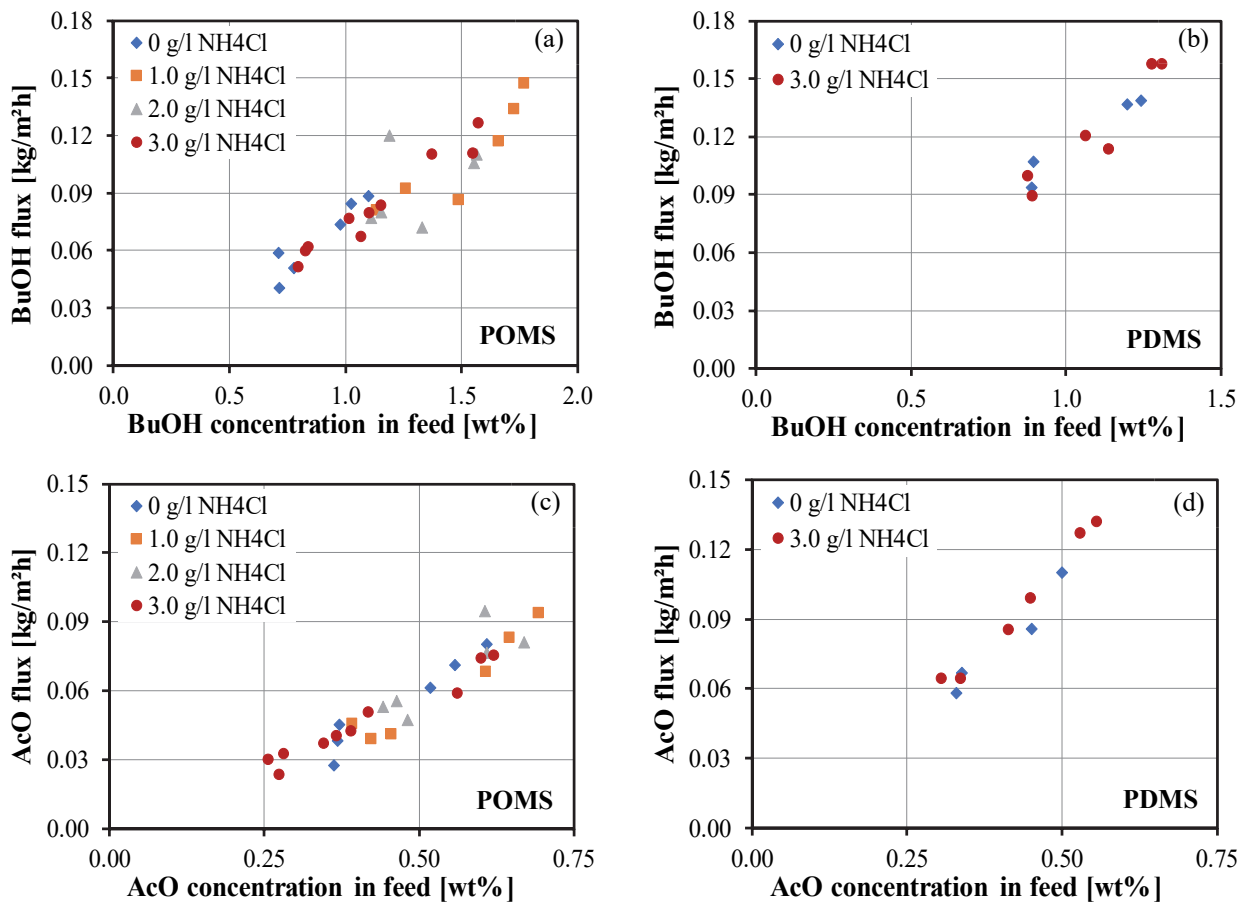 (a)
BuOH flux [kg/m²h]
0.18
0.15
0.12
0.09
0.06
0.03
0.00
0 g/l NH4Cl
1.0 g/l NH4Cl
2.0 g/l NH4Cl
3.0 g/l NH4Cl
POMS
0.0 0.5 1.0 1.5 2.0
BuOH concentration in feed [wt%]
(b)
BuOH flux [kg/m²h]
0.18
0.15
0.12
0.09
0.06
0.03
0.00
0 g/l NH4Cl
3.0 g/l NH4Cl
PDMS
0.0 0.5 1.0 1.5
BuOH concentration in feed [wt%]
(c)
AcO flux [kg/m²h]
0.15
0.12
0.09
0.06
0.03
0.00
0 g/l NH4Cl
1.0 g/l NH4Cl
2.0 g/l NH4Cl
3.0 g/l NH4Cl
POMS
0.00 0.25 0.50 0.75
AcO concentration in feed [wt%]
(d)
AcO flux [kg/m²h]
0.15
0.12
0.09
0.06
0.03
0.00
0 g/l NH4Cl
3.0 g/l NH4Cl
PDMS
0.00 0.25 0.50 0.75
AcO concentration in feed [wt%]